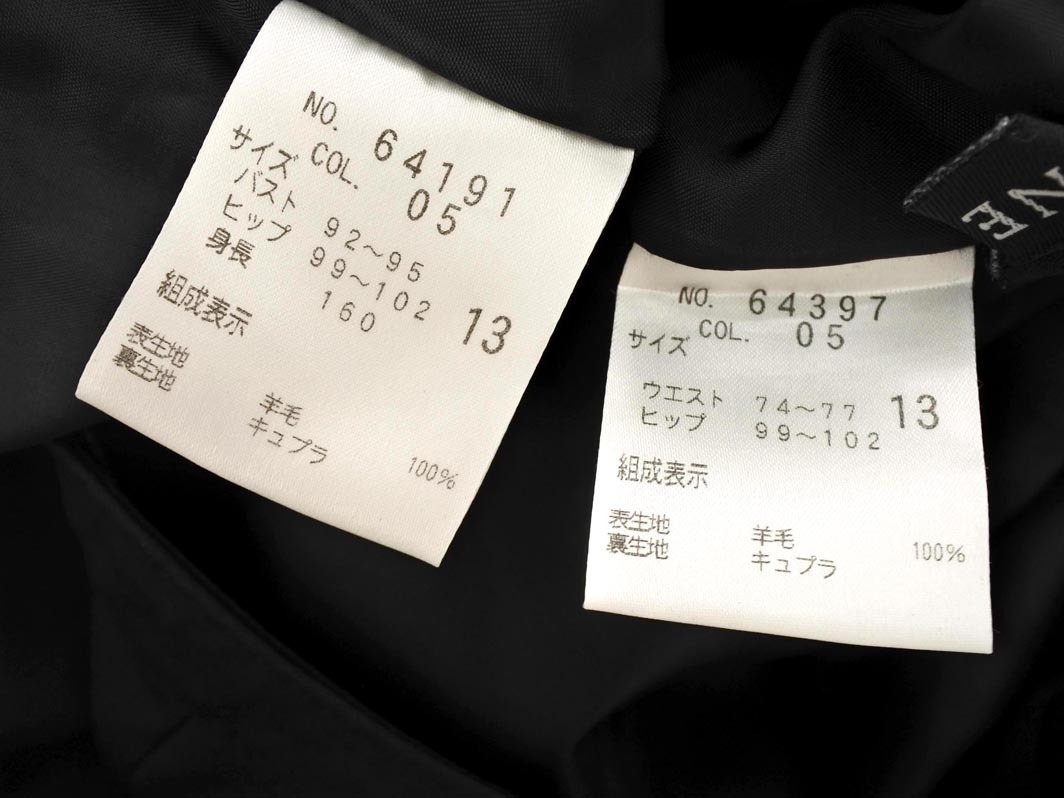 NO. 64191
COL. 05
サイズ
バスト 92～95
ヒップ 99～102
身長 160
13
組成表示
表生地 羊毛
裏生地 キュプラ
100%
NO. 64397
サイズ COL. 05
ウエスト 74～77
ヒップ 99～102
13
組成表示
表生地 羊毛
裏生地 キュプラ
100%